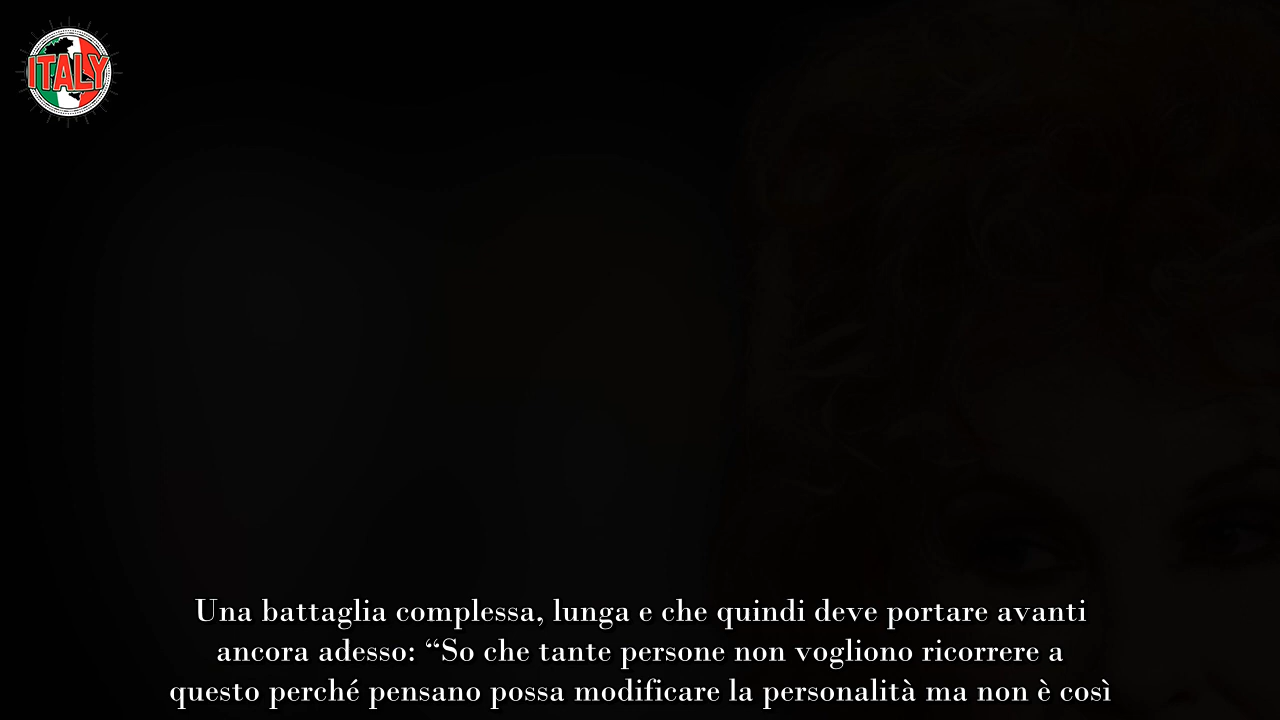 ITALY
Una battaglia complessa, lunga e che quindi deve portare avanti
ancora adesso: “So che tante persone non vogliono ricorrere a
questo perché pensano possa modificare la personalità ma non è così